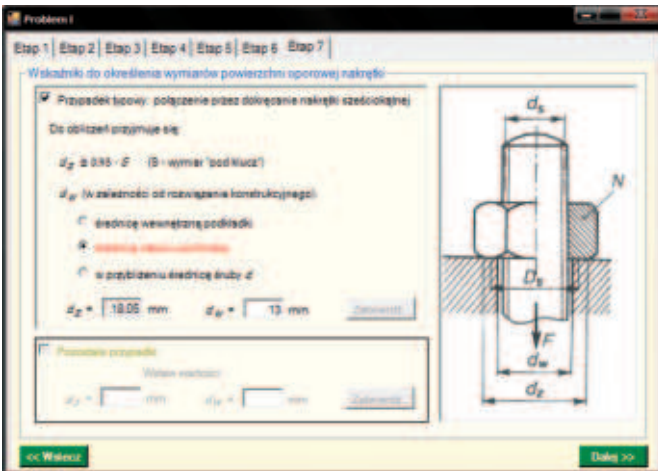 Problem I
Etap 1 Etap 2 Etap 3 Etap 4 Etap 5 Etap 6 Etap 7
Wskaźniki do określenia wymiarów powierzchni oporowej nakrętki
Przypadek typowy: połączenie przez dokręcanie nakrętki sześciokątnej
Do obliczeń przyjmuje się:
d_z ≅ 0.95 · S (S - wymiar "pod klucz")
d_w (w zależności od rozwiązania konstrukcyjnego):
średnicę wewnętrzną podkładki
w przybliżeniu średnicę śruby d
d_z = 18,05 mm d_w = 13 mm Zatwierdź
Pozostałe przypadki
Wstaw wartości:
d_z = mm d_w = mm Zatwierdź
<< Wstecz
Dalej >>
d_s
N
D_s
F
d_w
d_z